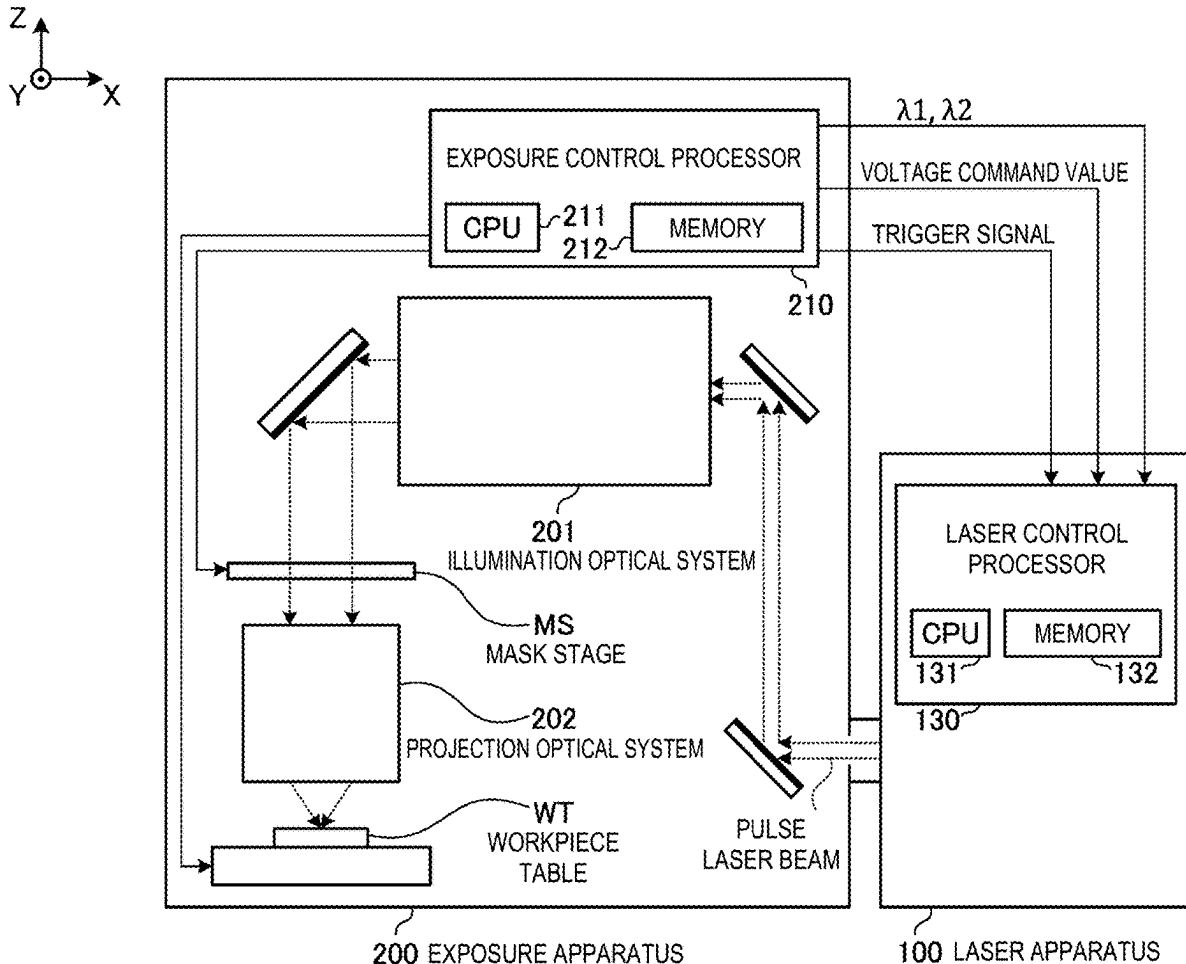 Z
Y X
λ1, λ2
EXPOSURE CONTROL PROCESSOR
VOLTAGE COMMAND VALUE
CPU 211 MEMORY
212
TRIGGER SIGNAL
210
201
ILLUMINATION OPTICAL SYSTEM
LASER CONTROL
PROCESSOR
MS
MASK STAGE
CPU MEMORY
131 132
130
202
PROJECTION OPTICAL SYSTEM
WT
WORKPIECE
TABLE
PULSE
LASER BEAM
200 EXPOSURE APPARATUS
100 LASER APPARATUS